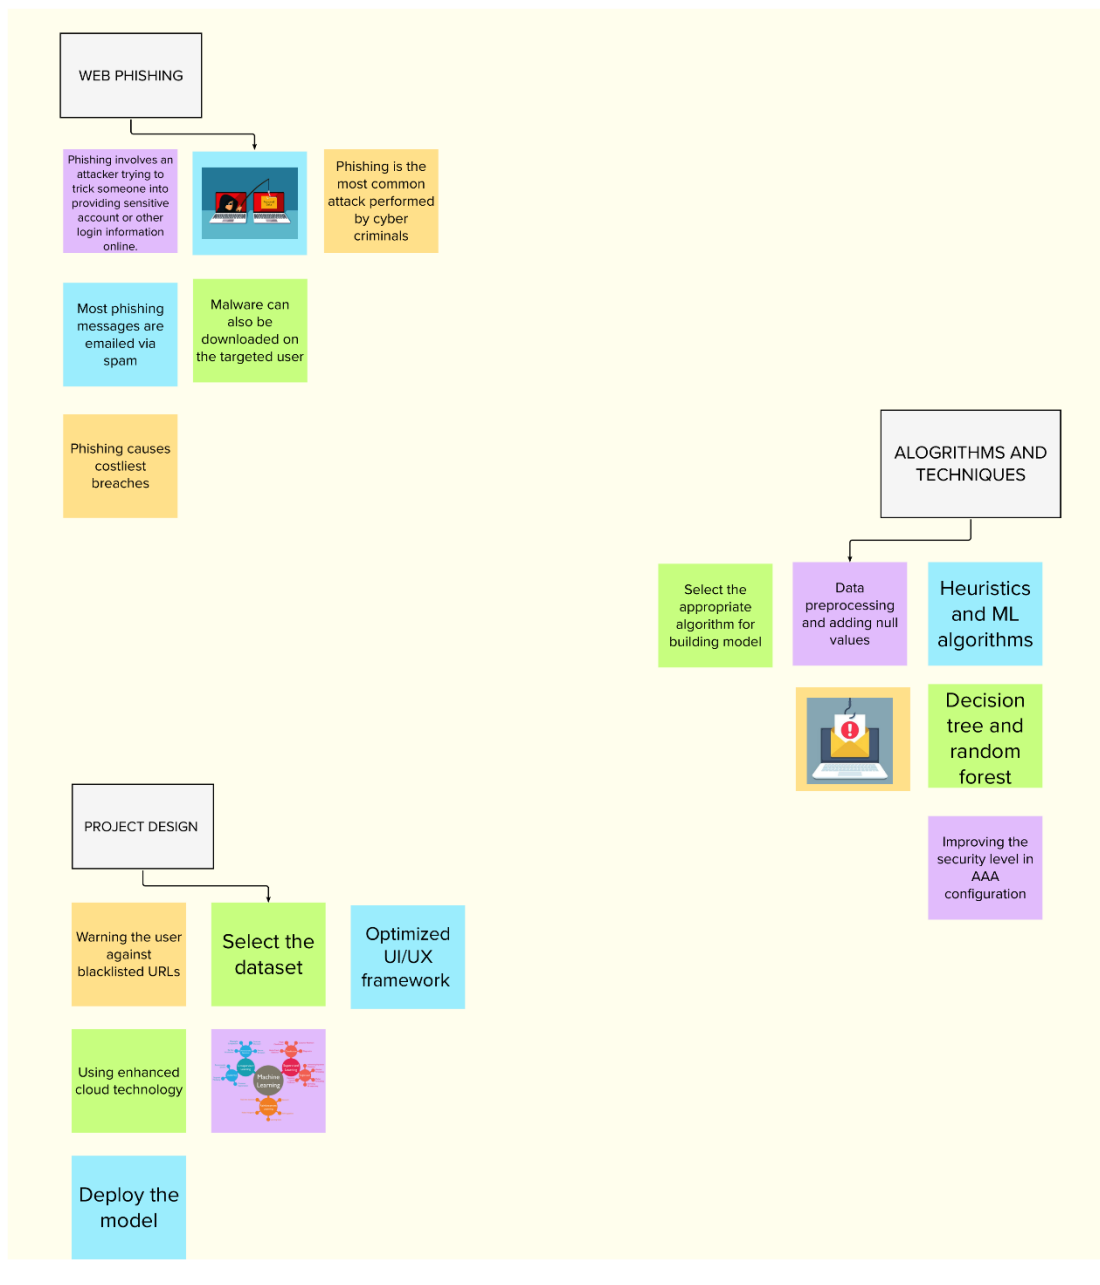 WEB PHISHING
Phishing involves an
attacker trying to
trick someone into
providing sensitive
account or other
login information
online.
Phishing is the
most common
attack performed
by cyber
criminals
Most phishing
messages are
emailed via
spam
Malware can
also be
downloaded on
the targeted user
Phishing causes
costliest
breaches
ALOGRITHMS AND
TECHNIQUES
Select the
appropriate
algorithm for
building model
Data
preprocessing
and adding null
values
Heuristics
and ML
algorithms
Decision
tree and
random
forest
Improving the
security level in
AAA
configuration
PROJECT DESIGN
Warning the user
against
blacklisted URLs
Select the
dataset
Optimized
UI/UX
framework
Using enhanced
cloud technology
Machine
Learning
Deploy the
model